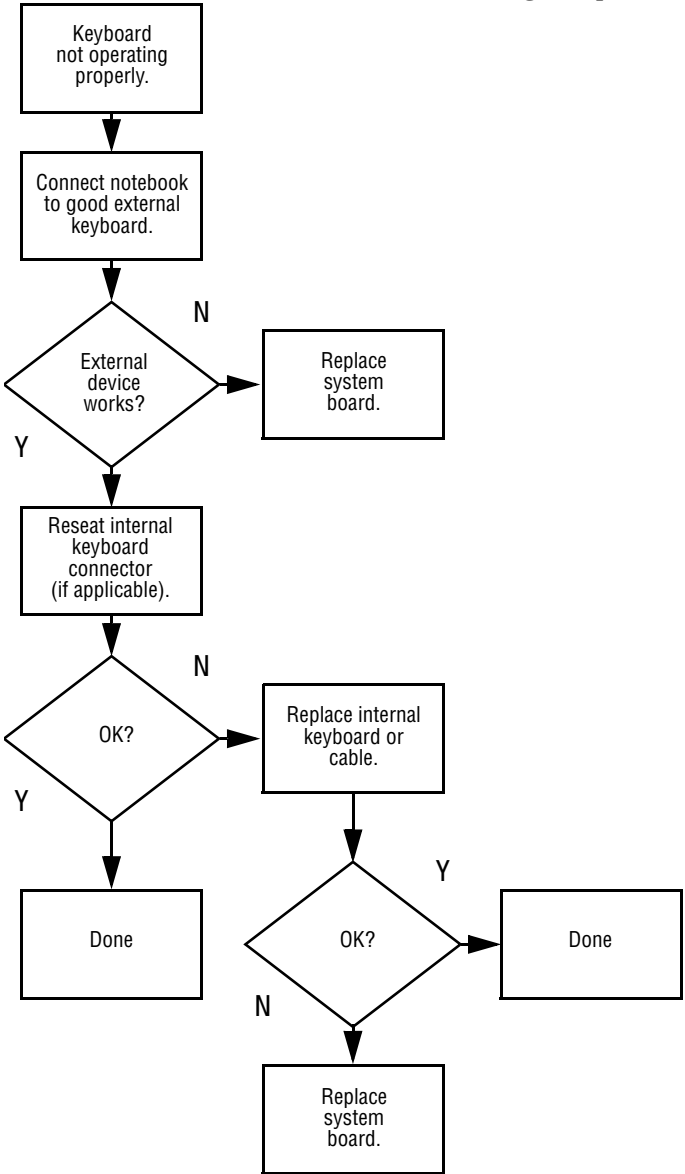 Keyboard
not operating
properly.
Connect notebook
to good external
keyboard.
N
External
device
works?
Replace
system
board.
Y
Reseat internal
keyboard
connector
(if applicable).
N
OK?
Replace internal
keyboard or
cable.
Y
Y
Done
OK?
Done
N
Replace
system
board.